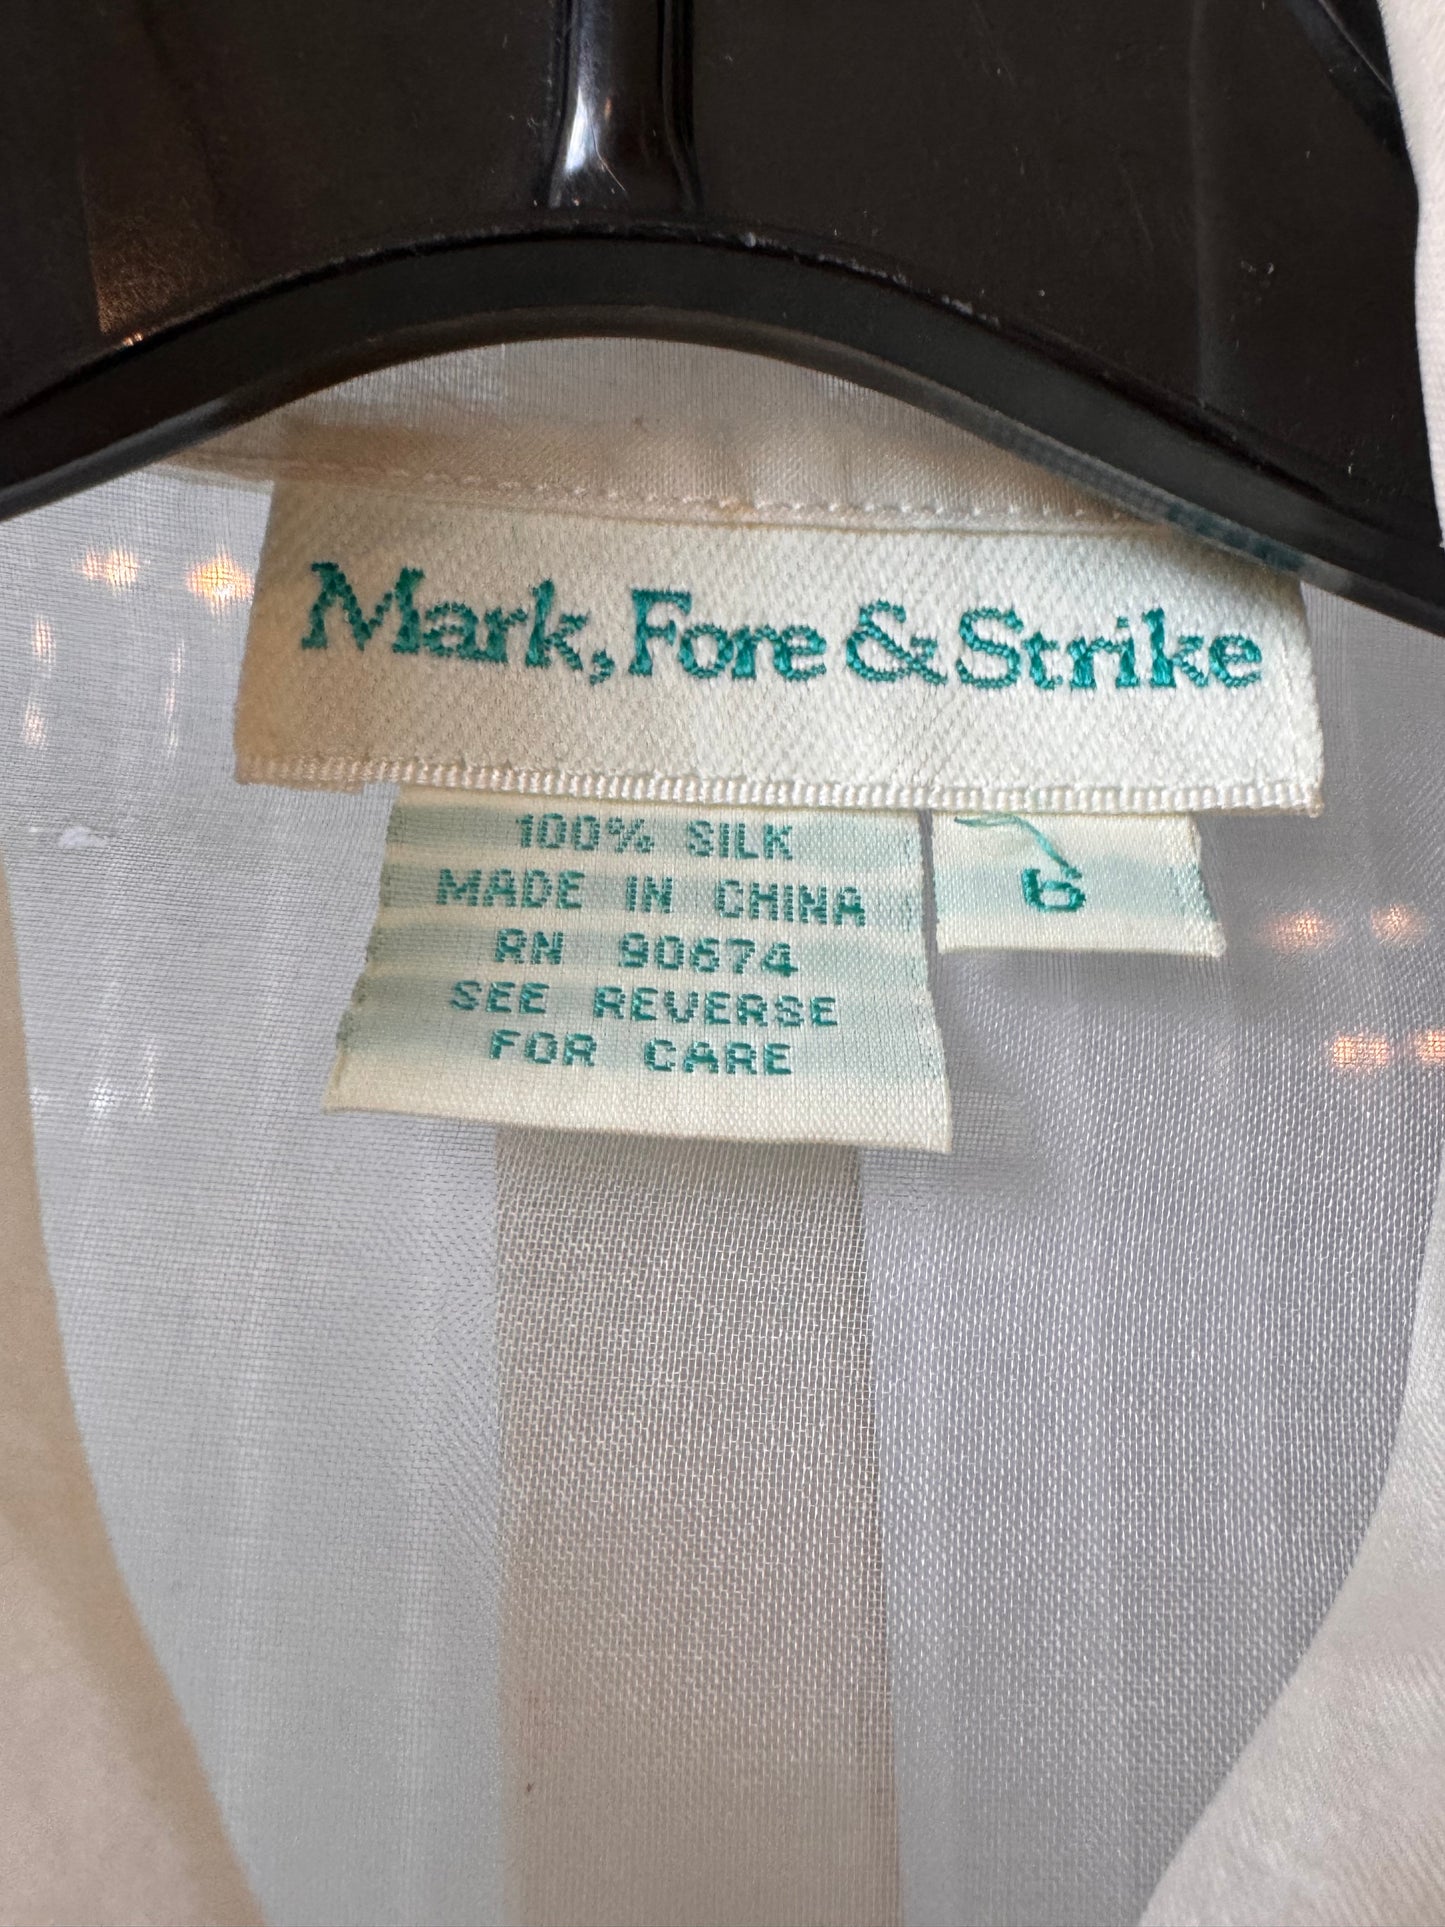 Mark, Fore & Strike
100% SILK
6
MADE IN CHINA
RN 90674
SEE REVERSE
FOR CARE